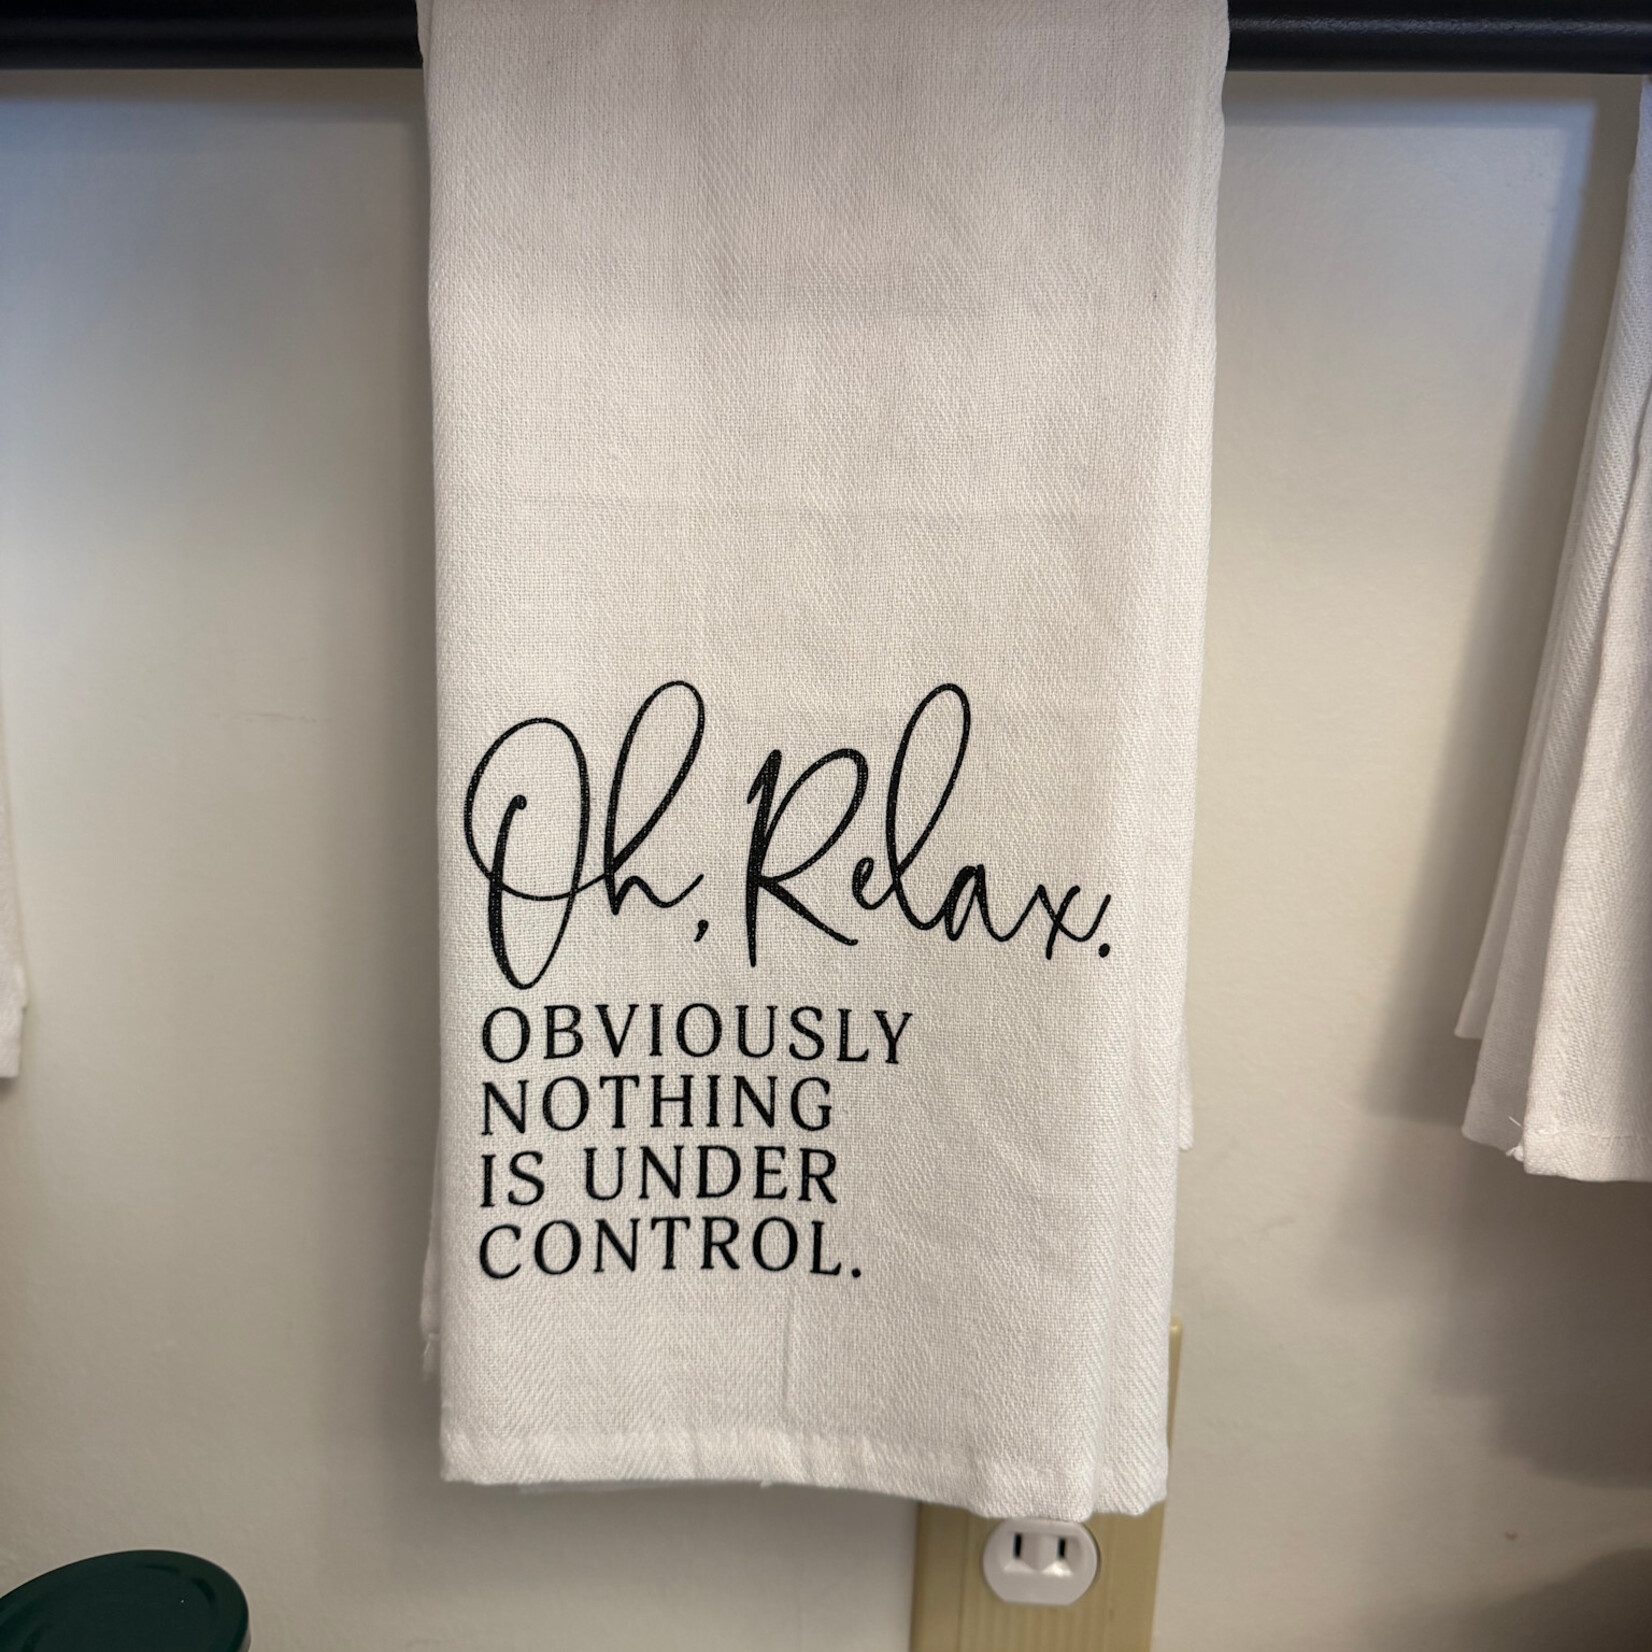 Oh, Relax.
OBVIOUSLY
NOTHING
IS UNDER
CONTROL.